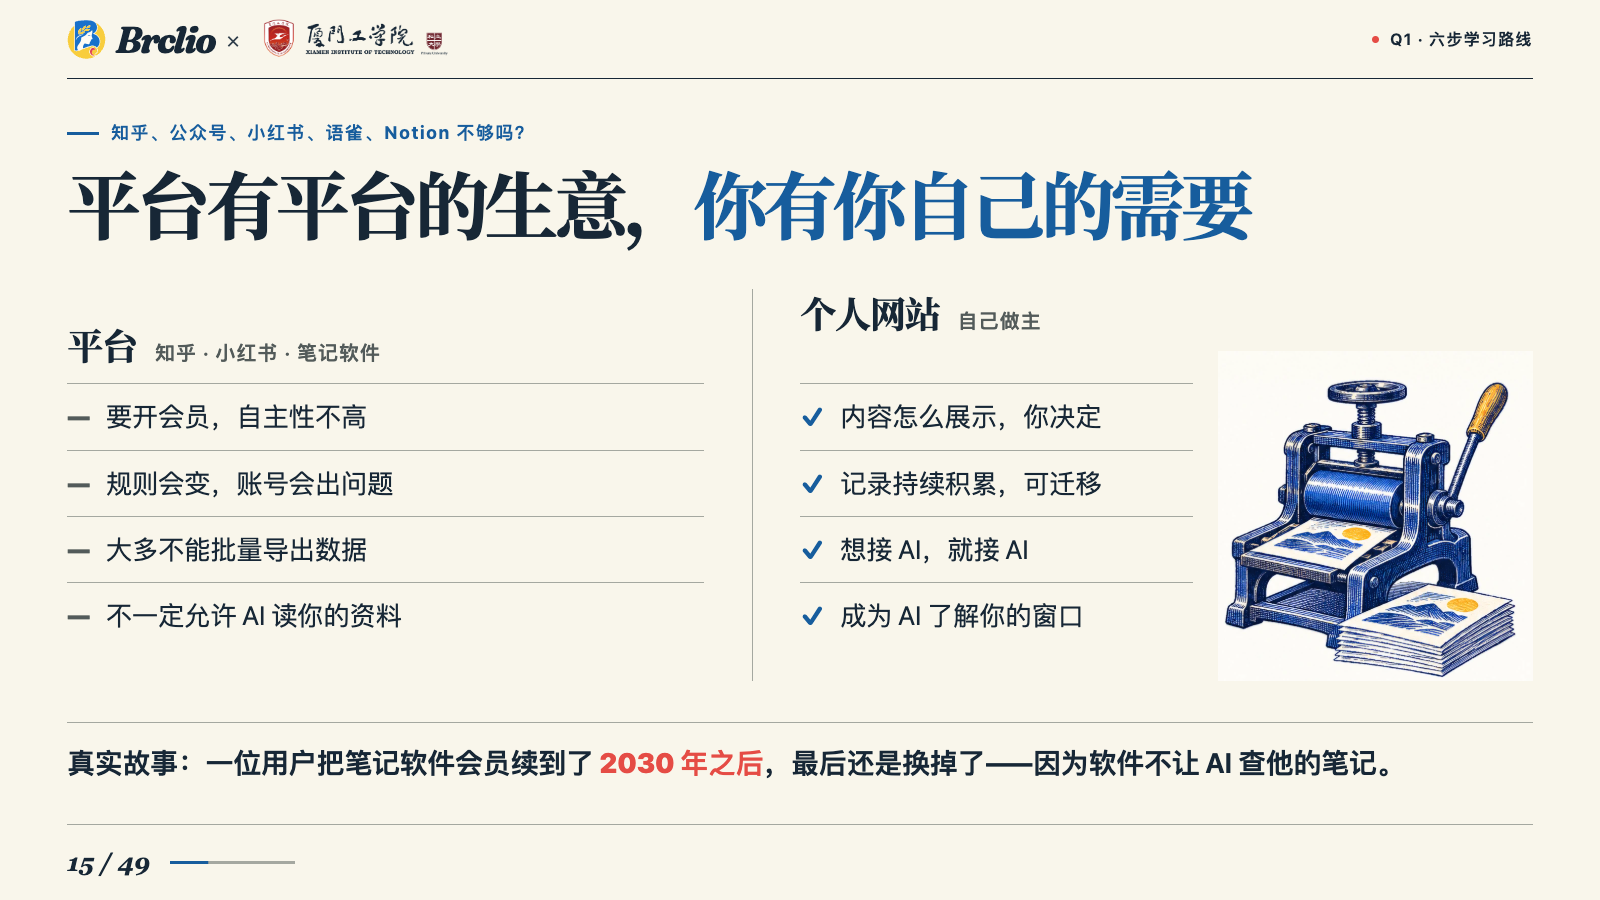 Brclio × 厦門工学院
XIAMEN INSTITUTE OF TECHNOLOGY
Q1 · 六步学习路线
知乎、公众号、小红书、语雀、Notion 不够吗？
平台有平台的生意，你有你自己的需要
平台 知乎 · 小红书 · 笔记软件
要开会员，自主性不高
规则会变，账号会出问题
大多不能批量导出数据
不一定允许 AI 读你的资料
个人网站 自己做主
内容怎么展示，你决定
记录持续积累，可迁移
想接 AI，就接 AI
成为 AI 了解你的窗口
真实故事：一位用户把笔记软件会员续到了 2030 年之后，最后还是换掉了——因为软件不让 AI 查他的笔记。
15 / 49